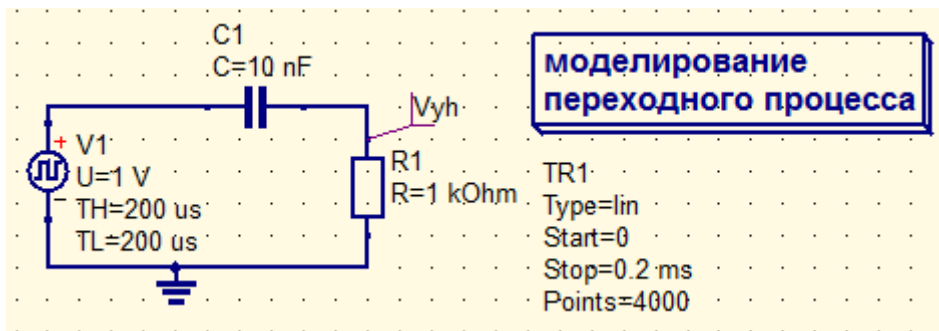 C1
C=10 nF
Vyh
+ V1
U=1 V
TH=200 us
TL=200 us
R1
R=1 kOhm
моделирование
переходного процесса
TR1
Type=lin
Start=0
Stop=0.2 ms
Points=4000